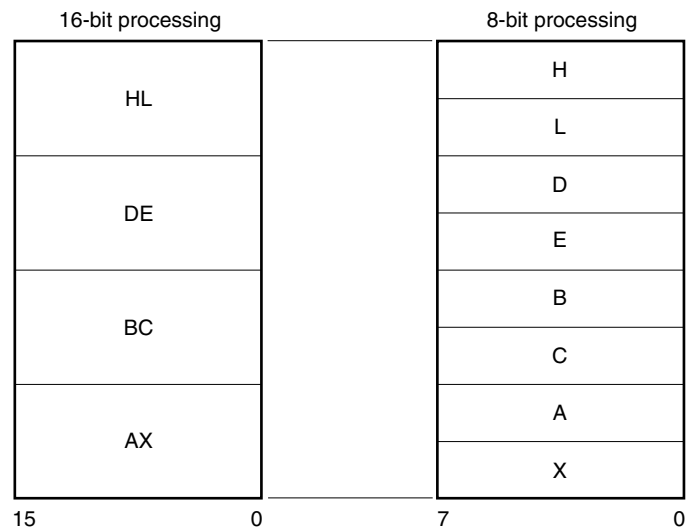 16-bit processing
8-bit processing
HL
DE
BC
AX
H
L
D
E
B
C
A
X
15 0
7 0